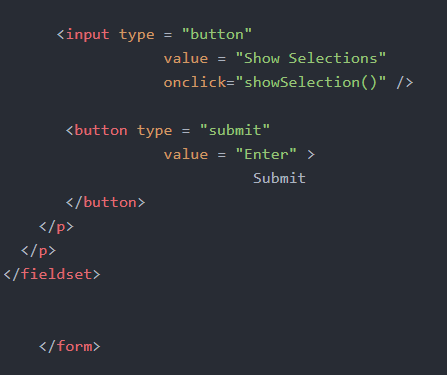 <input type = "button"
value = "Show Selections"
onclick="showSelection()" />
<button type = "submit"
value = "Enter" >
Submit
</button>
</p>
</p>
</fieldset>
</form>